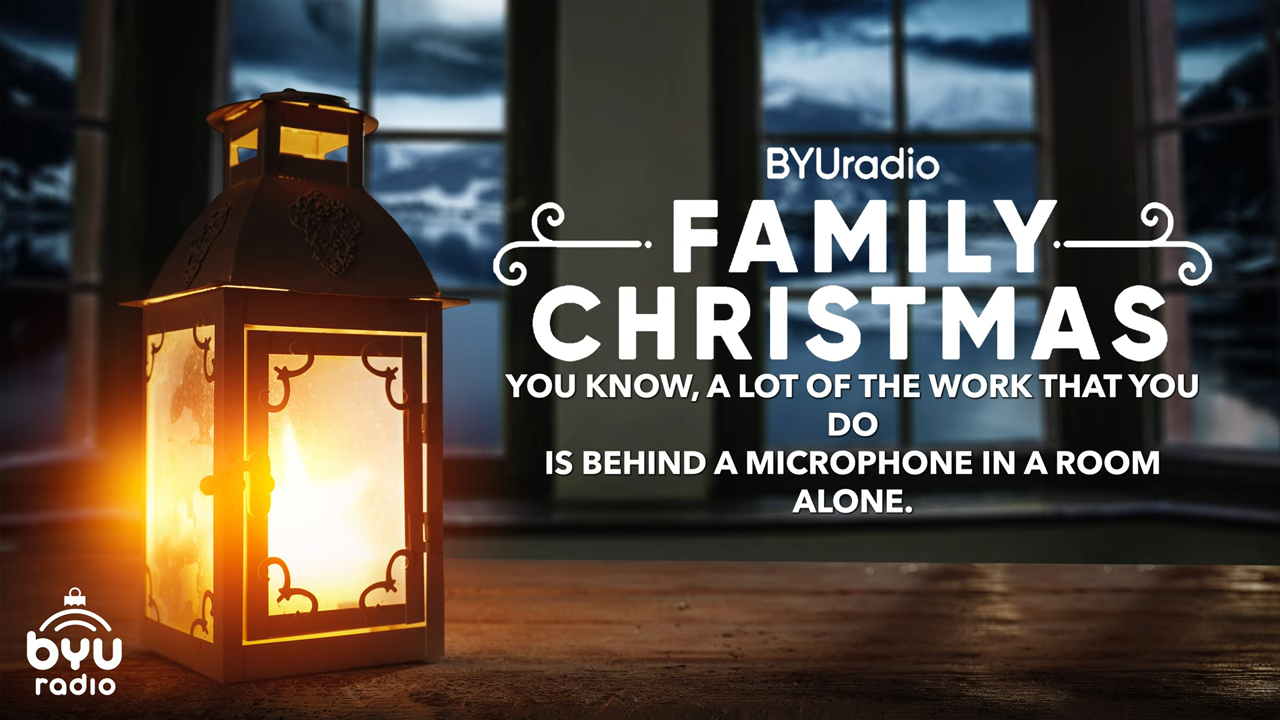 BYUradio
FAMILY
CHRISTMAS
YOU KNOW, A LOT OF THE WORK THAT YOU
DO
IS BEHIND A MICROPHONE IN A ROOM
ALONE.
byu
radio